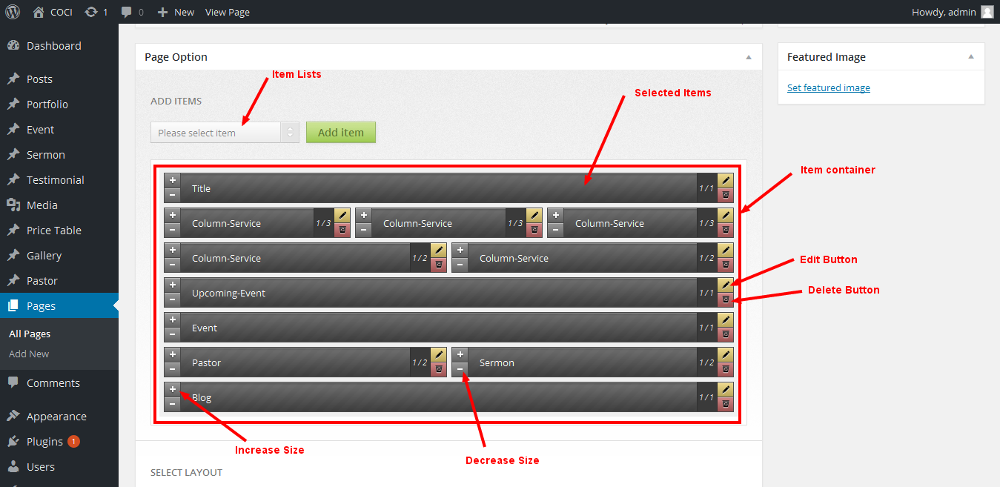 COCI 1 0 New View Page Howdy, admin
Dashboard
Posts
Portfolio
Event
Sermon
Testimonial
Media
Price Table
Gallery
Pastor
Pages
All Pages
Add New
Comments
Appearance
Plugins 1
Users
Page Option
Item Lists
ADD ITEMS
Selected Items
Please select item Add item
Title 1/1
Column-Service 1/3 Column-Service 1/3 Column-Service 1/3
Column-Service 1/2 Column-Service 1/2
Upcoming-Event 1/1
Event 1/1
Pastor 1/2 Sermon 1/2
Blog 1/1
Item container
Edit Button
Delete Button
Increase Size
Decrease Size
SELECT LAYOUT
Featured Image
Set featured image